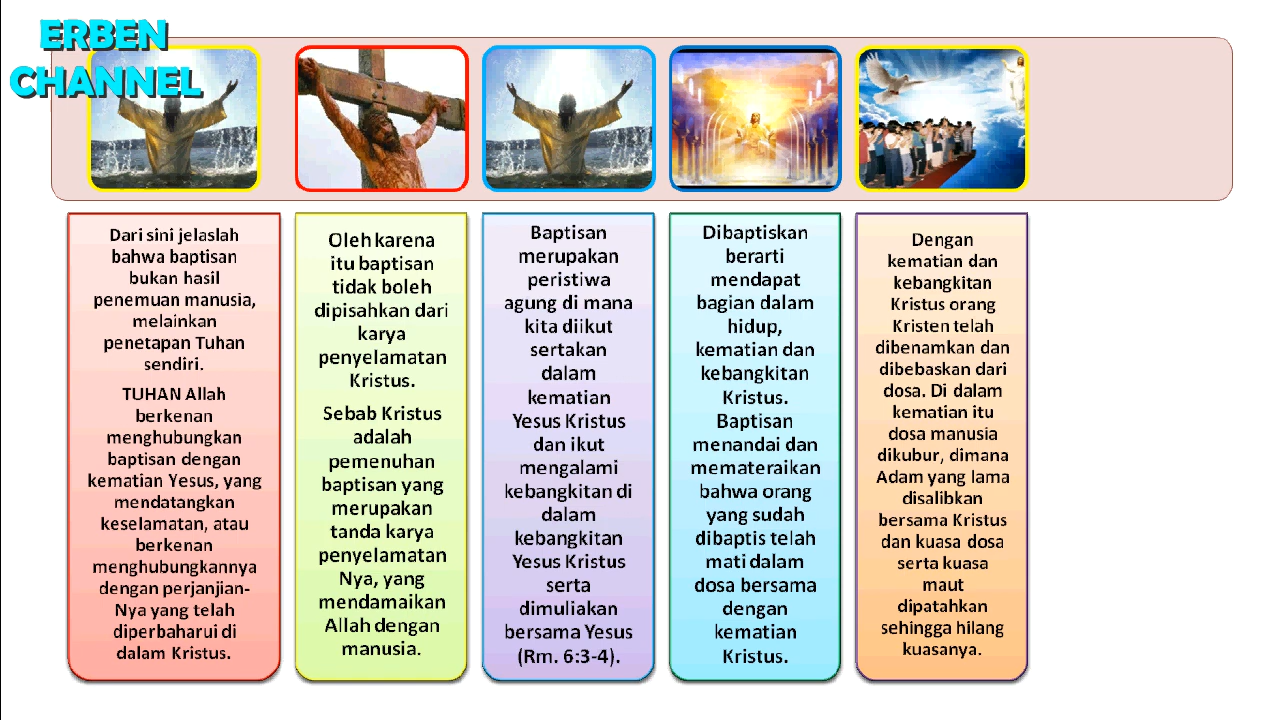 ERBEN
CHANNEL
Dari sini jelaslah
bahwa baptisan
bukan hasil
penemuan manusia,
melainkan
penetapan Tuhan
sendiri.
TUHAN Allah
berkenan
menghubungkan
baptisan dengan
kematian Yesus, yang
mendatangkan
keselamatan, atau
berkenan
menghubungkannya
dengan perjanjian-
Nya yang telah
diperbaharui di
dalam Kristus.
Oleh karena
itu baptisan
tidak boleh
dipisahkan dari
karya
penyelamatan
Kristus.
Sebab Kristus
adalah
pemenuhan
baptisan yang
merupakan
tanda karya
penyelamatan
Nya, yang
mendamaikan
Allah dengan
manusia.
Baptisan
merupakan
peristiwa
agung di mana
kita diikut
sertakan
dalam
kematian
Yesus Kristus
dan ikut
mengalami
kebangkitan di
dalam
kebangkitan
Yesus Kristus
serta
dimuliakan
bersama Yesus
(Rm. 6:3-4).
Dibaptiskan
berarti
mendapat
bagian dalam
hidup,
kematian dan
kebangkitan
Kristus.
Baptisan
menandai dan
memateraikan
bahwa orang
yang sudah
dibaptis telah
mati dalam
dosa bersama
dengan
kematian
Kristus.
Dengan
kematian dan
kebangkitan
Kristus orang
Kristen telah
dibenamkan dan
dibebaskan dari
dosa. Di dalam
kematian itu
dosa manusia
dikubur, dimana
Adam yang lama
disalibkan
bersama Kristus
dan kuasa dosa
serta kuasa
maut
dipatahkan
sehingga hilang
kuasanya.